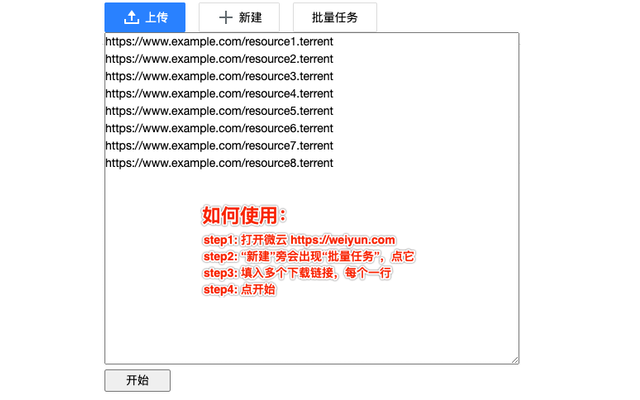 上传
新建
批量任务
https://www.example.com/resource1.terrent
https://www.example.com/resource2.terrent
https://www.example.com/resource3.terrent
https://www.example.com/resource4.terrent
https://www.example.com/resource5.terrent
https://www.example.com/resource6.terrent
https://www.example.com/resource7.terrent
https://www.example.com/resource8.terrent
如何使用：
step1: 打开微云 https://weiyun.com
step2: “新建”旁会出现“批量任务”，点它
step3: 填入多个下载链接，每个一行
step4: 点开始
开始